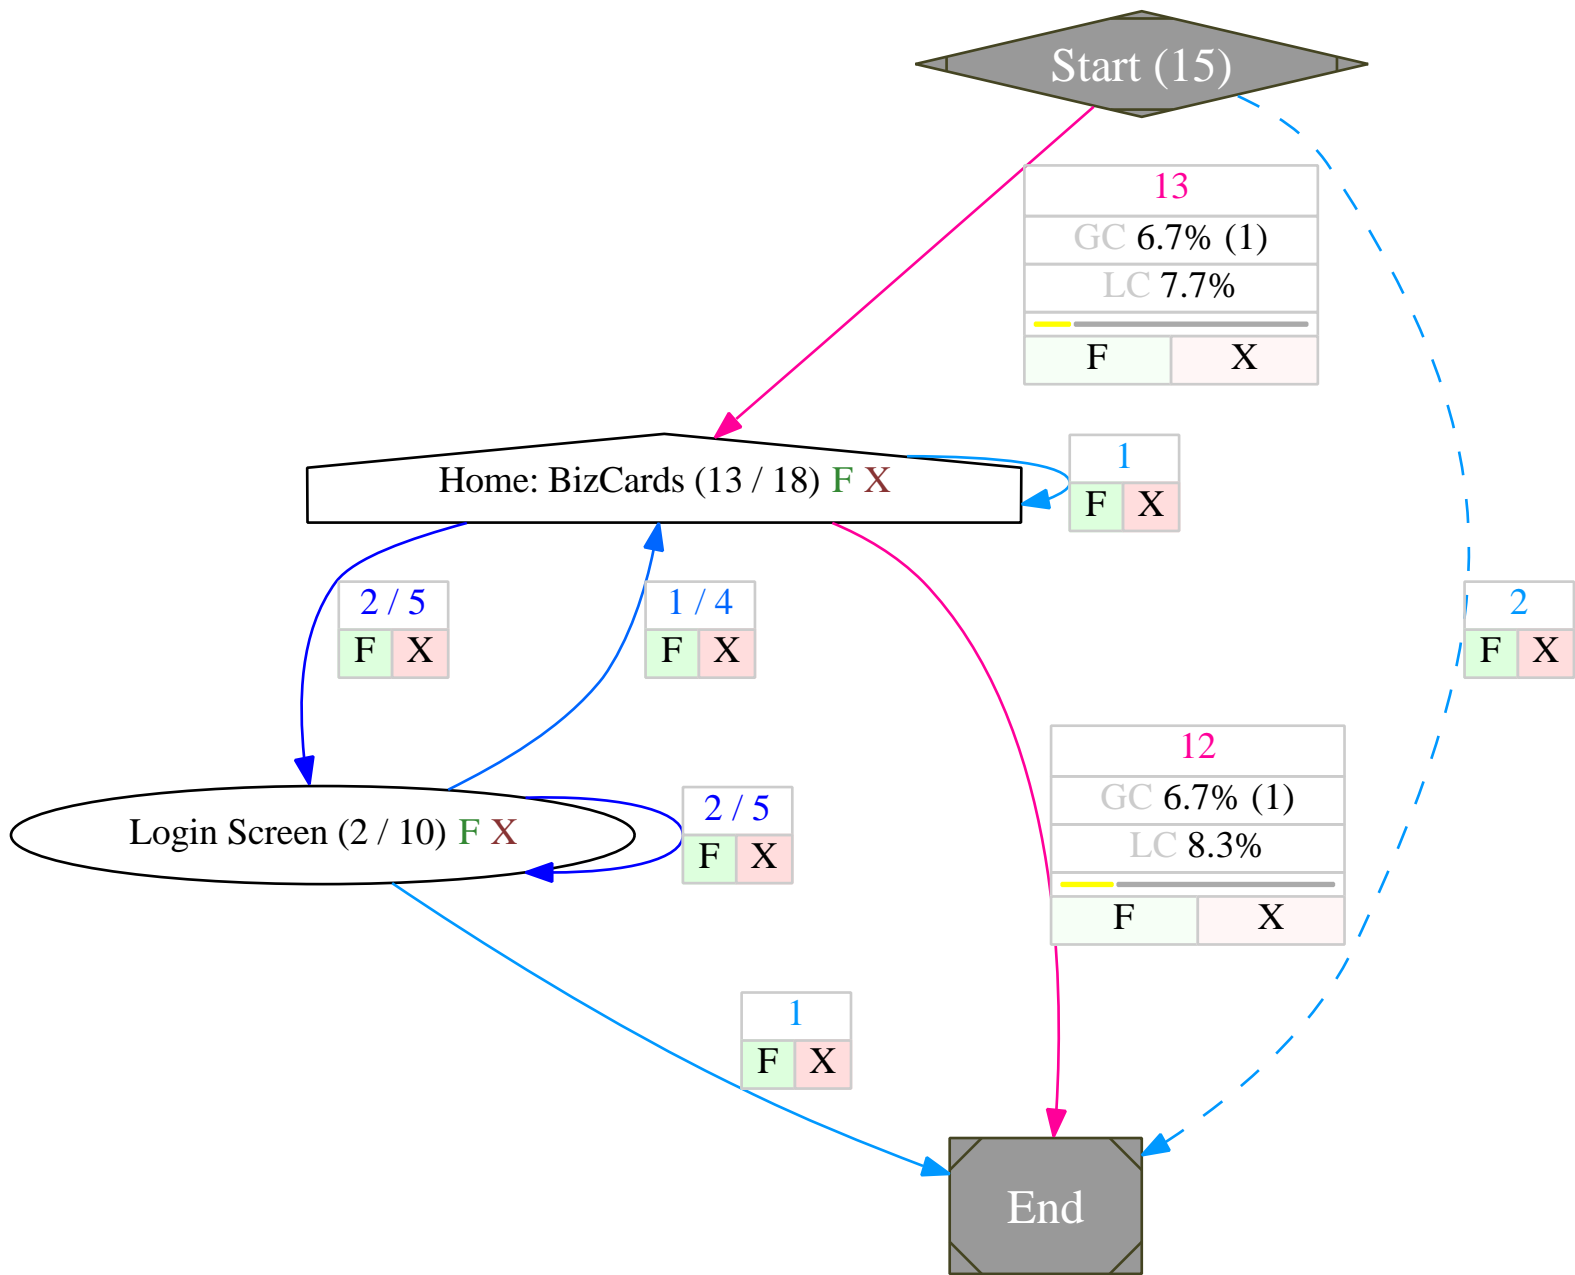 Start (15)
13
GC 6.7% (1)
LC 7.7%
F X
Home: BizCards (13 / 18) F X
1
F X
2 / 5
F X
1 / 4
F X
2
F X
12
GC 6.7% (1)
LC 8.3%
F X
Login Screen (2 / 10) F X
2 / 5
F X
1
F X
End